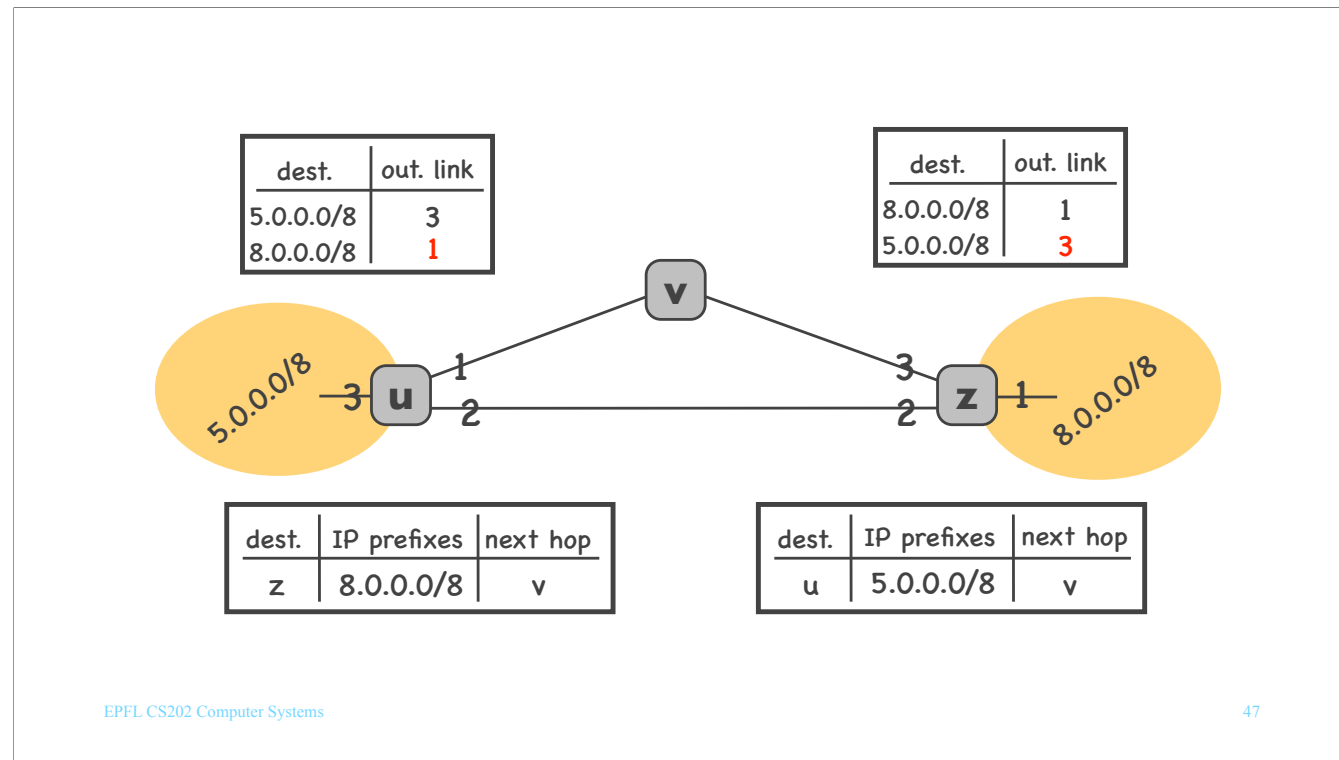 dest. out. link
5.0.0.0/8 3
8.0.0.0/8 1
dest. out. link
8.0.0.0/8 1
5.0.0.0/8 3
v
5.0.0.0/8
3
u
1
2
3
2
z
1
8.0.0.0/8
dest. IP prefixes next hop
z 8.0.0.0/8 v
dest. IP prefixes next hop
u 5.0.0.0/8 v
EPFL CS202 Computer Systems
47